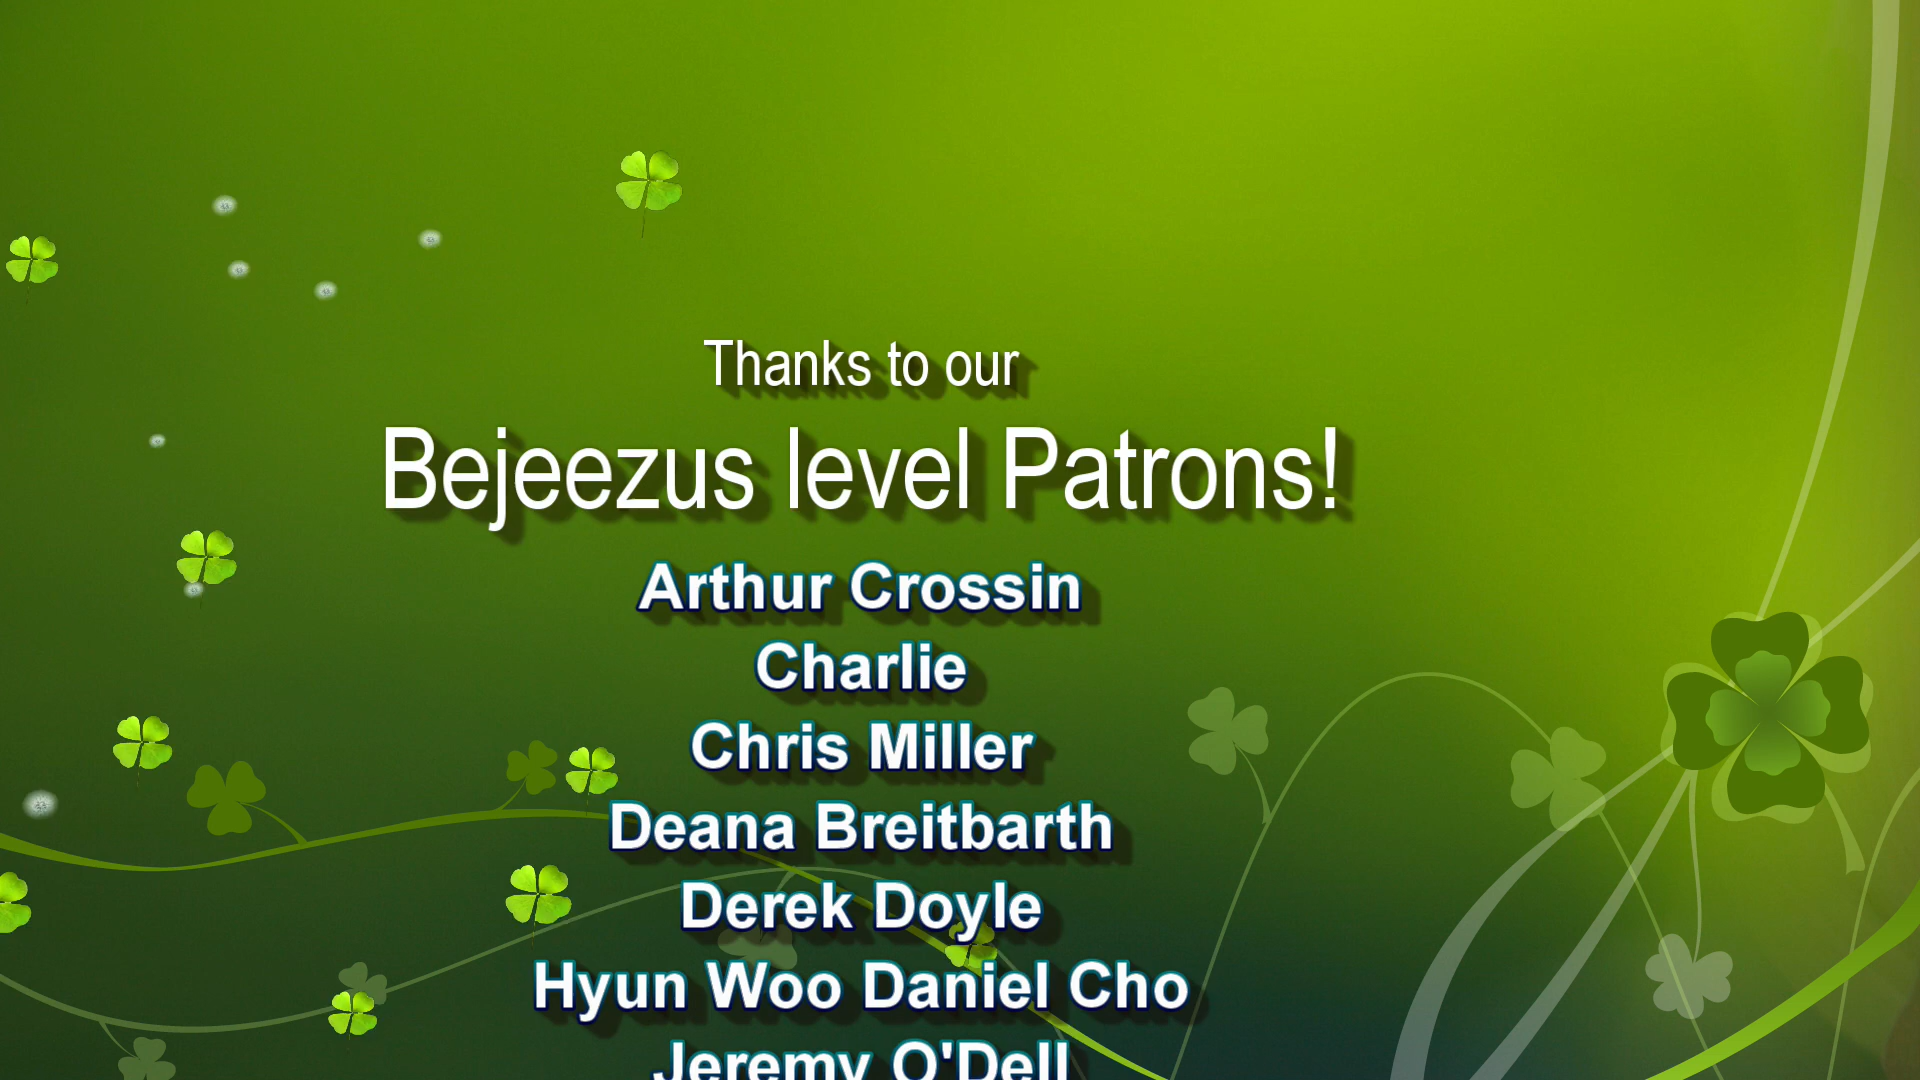 Thanks to our
Bejeezus level Patrons!
Arthur Crossin
Charlie
Chris Miller
Deana Breitbarth
Derek Doyle
Hyun Woo Daniel Cho
Jeremy O'Dell